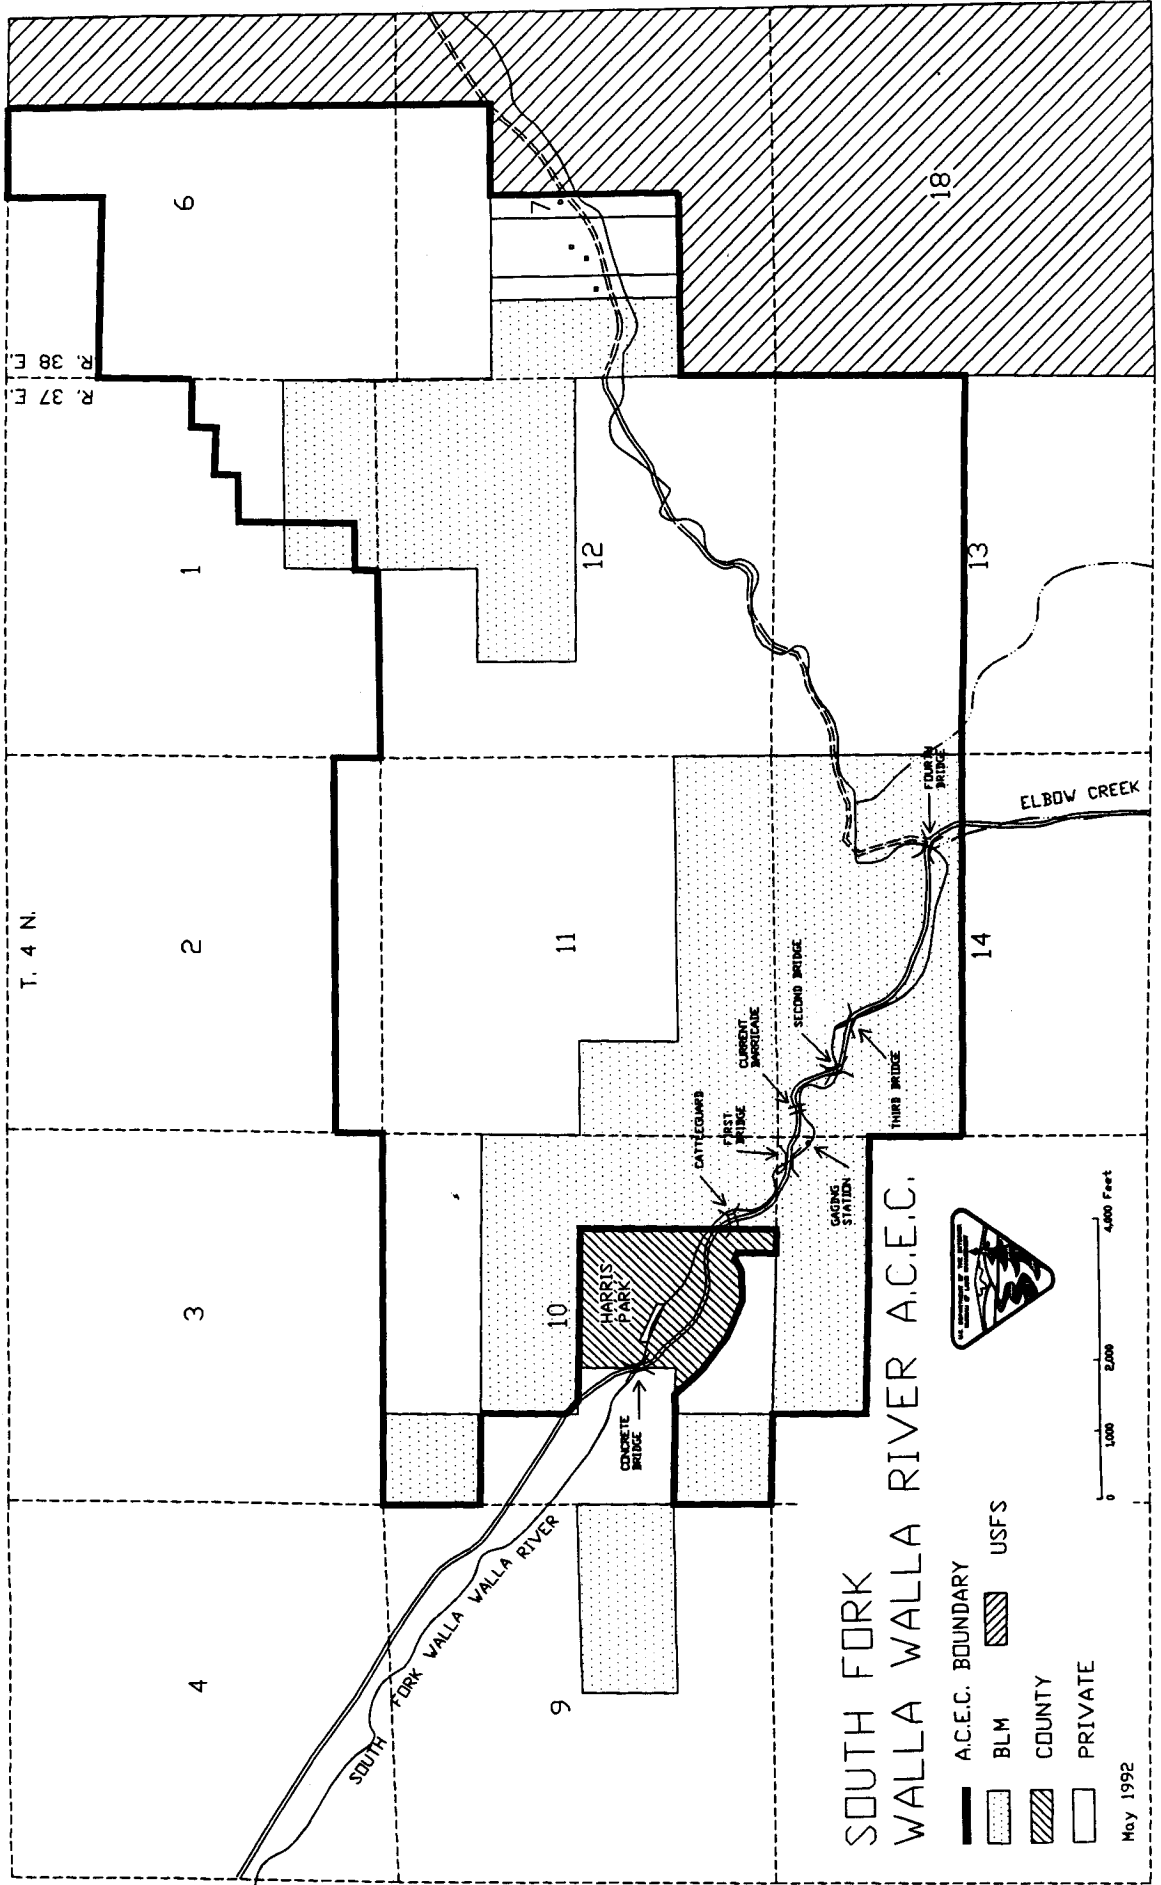 T. 4 N.
R. 37 E.
R. 38 E.
4
3
2
1
6
9
10
11
12
7
14
13
18
SOUTH FORK WALLA WALLA RIVER
CONCRETE
BRIDGE
HARRIS
PARK
CATTLEGUARD
FIRST
BRIDGE
CURRENT
BARRICADE
SECOND BRIDGE
GAGING
STATION
THIRD BRIDGE
FOURTH
BRIDGE
ELBOW CREEK
SOUTH FORK
WALLA WALLA RIVER A.C.E.C.
A.C.E.C. BOUNDARY
BLM
USFS
COUNTY
PRIVATE
May 1992
0
1,000
2,000
4,000 Feet